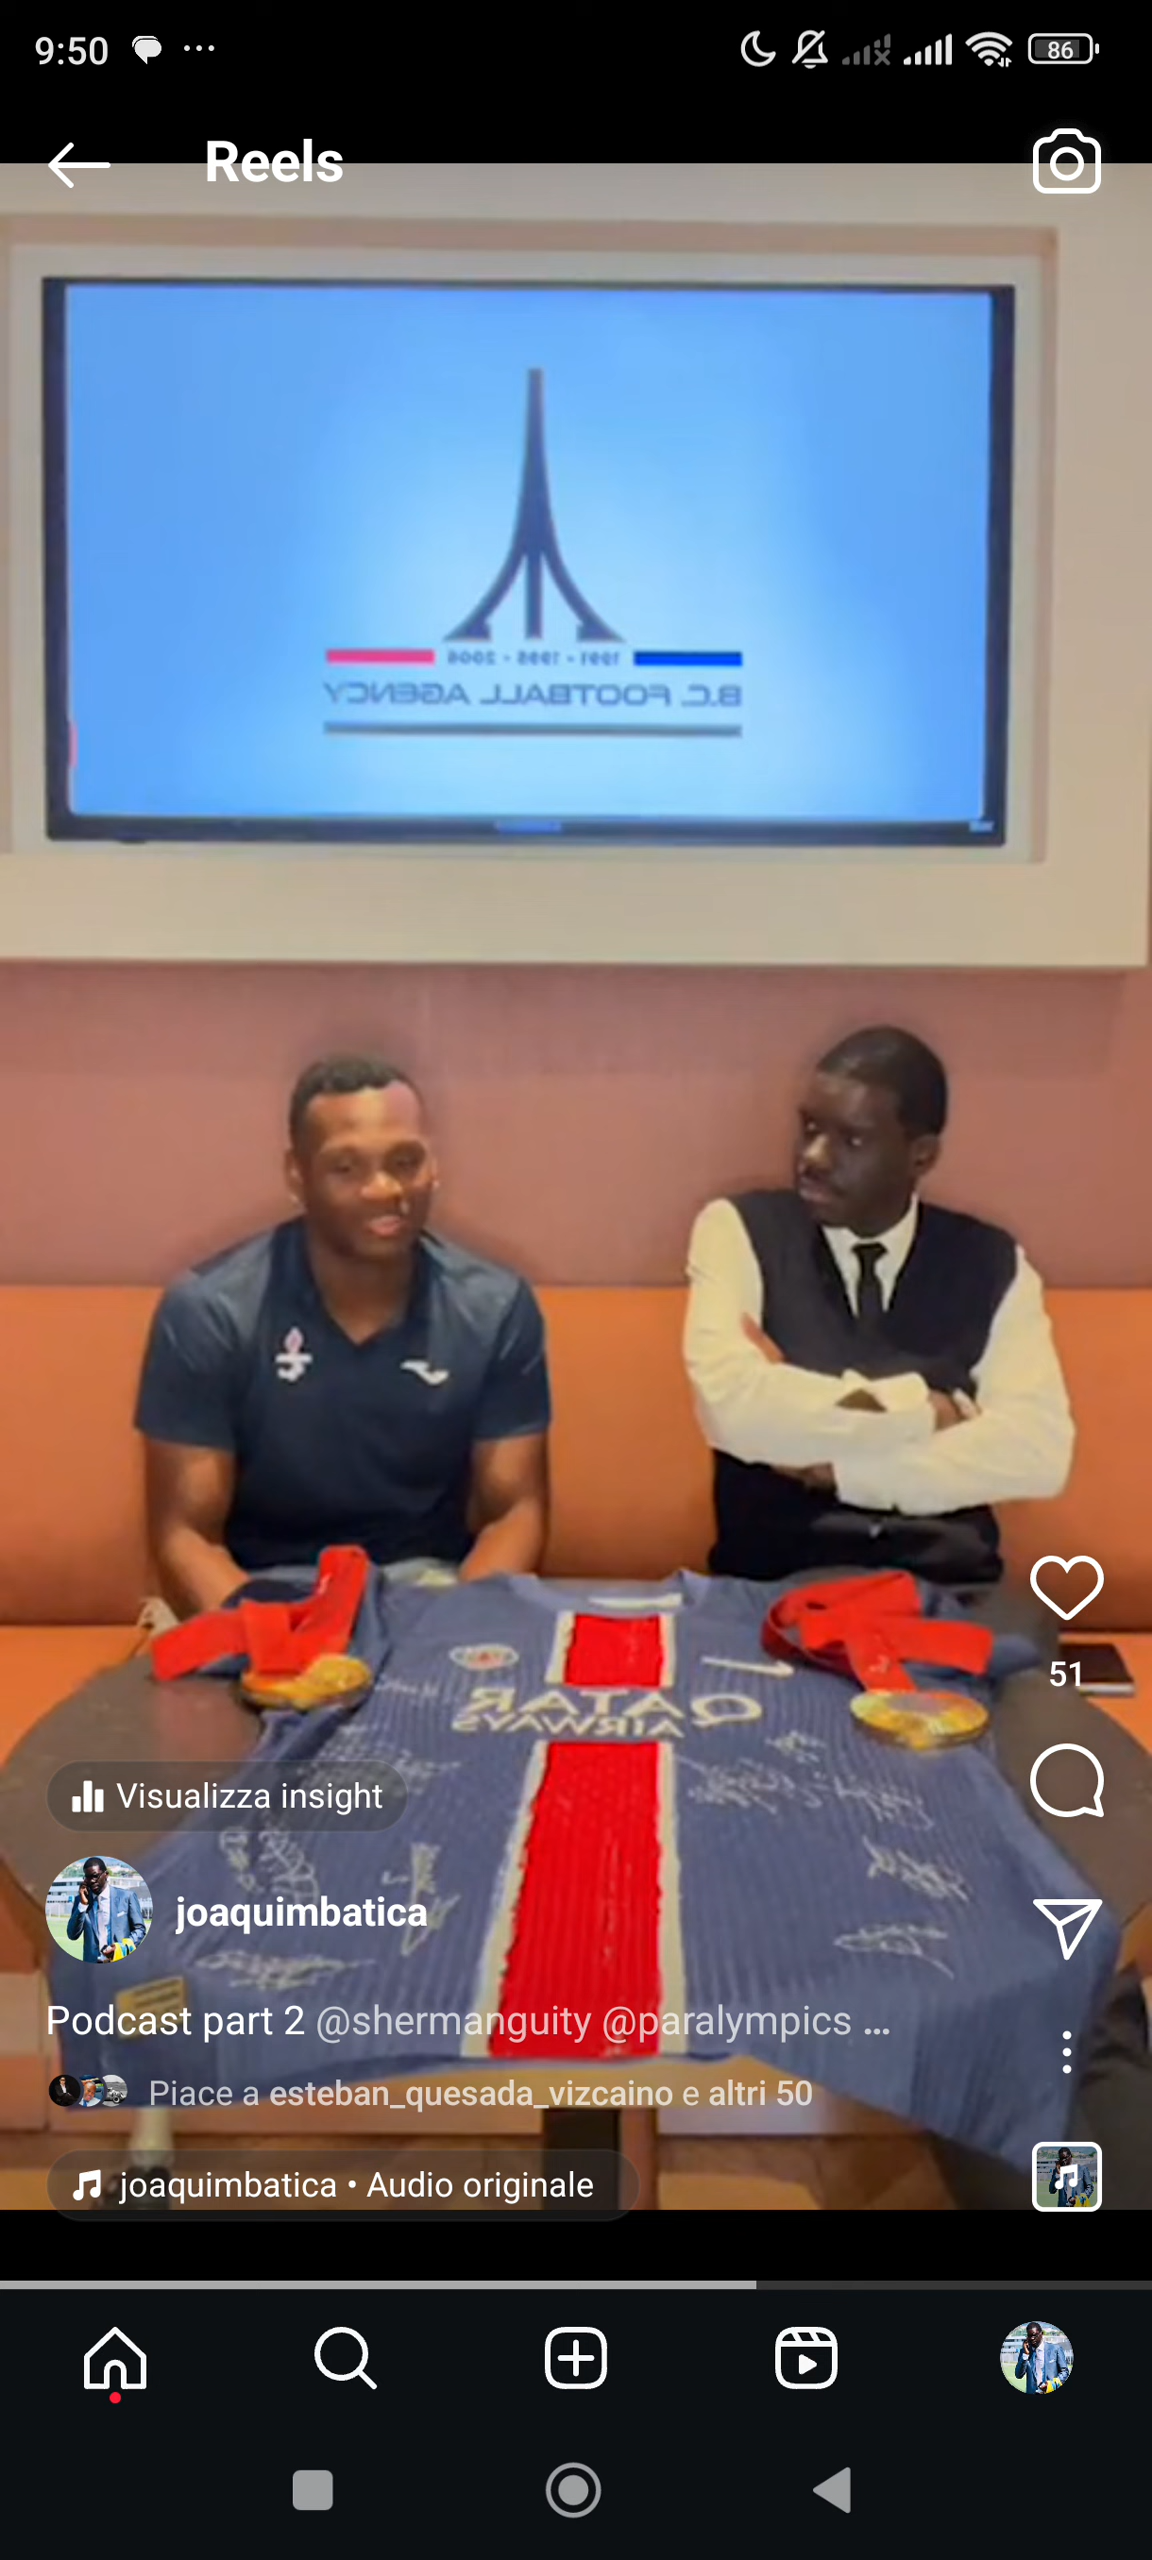 9:50
86
Reels
1991 - 1998 - 2006
B.C. FOOTBALL AGENCY
QATAR
AIRWAYS
51
Visualizza insight
joaquimbatica
Podcast part 2 @shermanguity @paralympics ...
Piace a esteban_quesada_vizcaino e altri 50
joaquimbatica • Audio originale